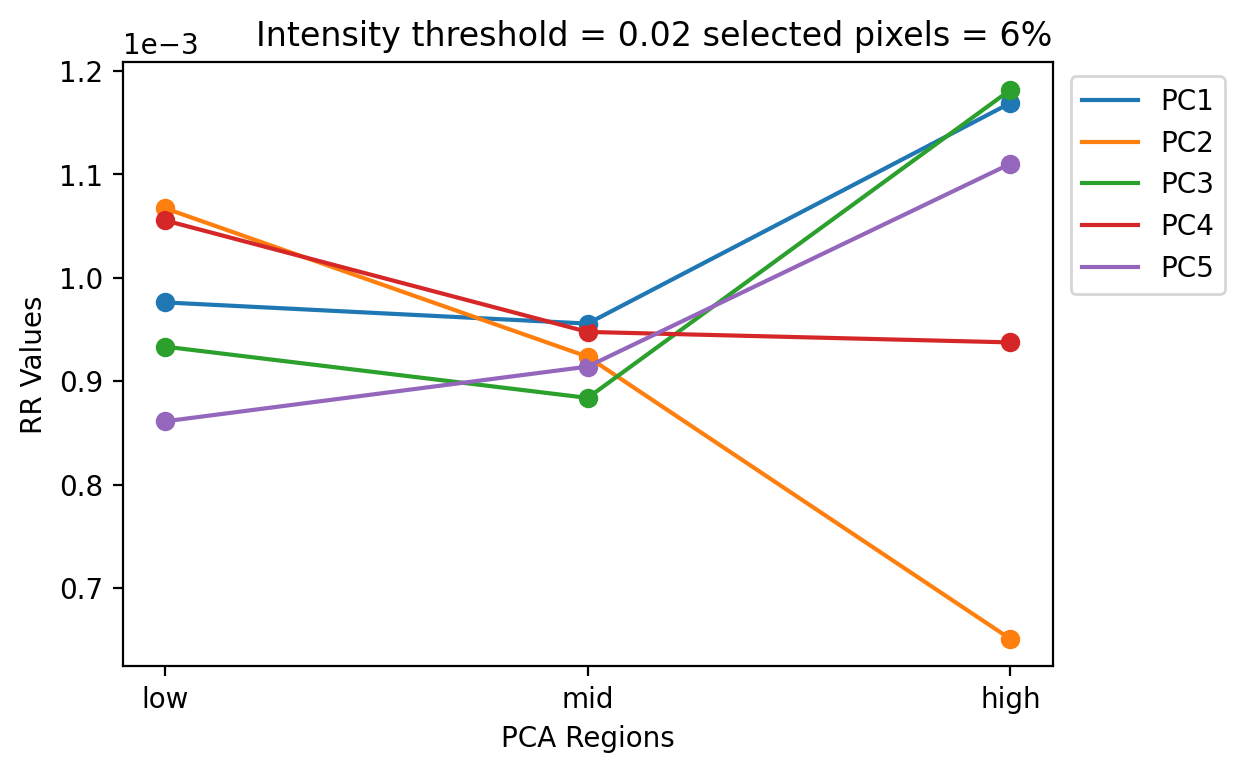 1e−3
Intensity threshold = 0.02 selected pixels = 6%
1.2
1.1
1.0
0.9
0.8
0.7
RR Values
low
mid
high
PCA Regions
PC1
PC2
PC3
PC4
PC5